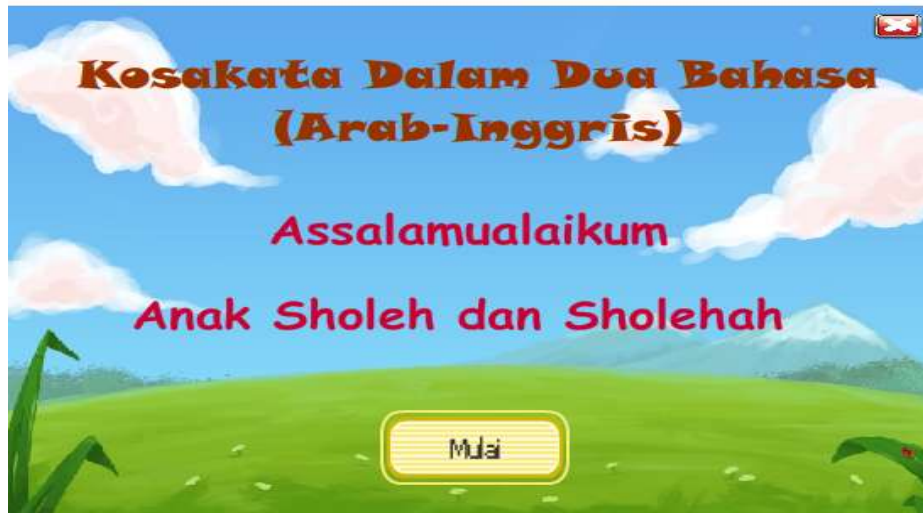 Kosakata Dalam Dua Bahasa
(Arab-Inggris)
Assalamualaikum
Anak Sholeh dan Sholehah
Mulai